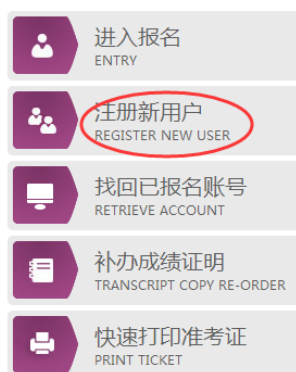 进入报名
ENTRY
注册新用户
REGISTER NEW USER
找回已报名账号
RETRIEVE ACCOUNT
补办成绩证明
TRANSCRIPT COPY RE-ORDER
快速打印准考证
PRINT TICKET